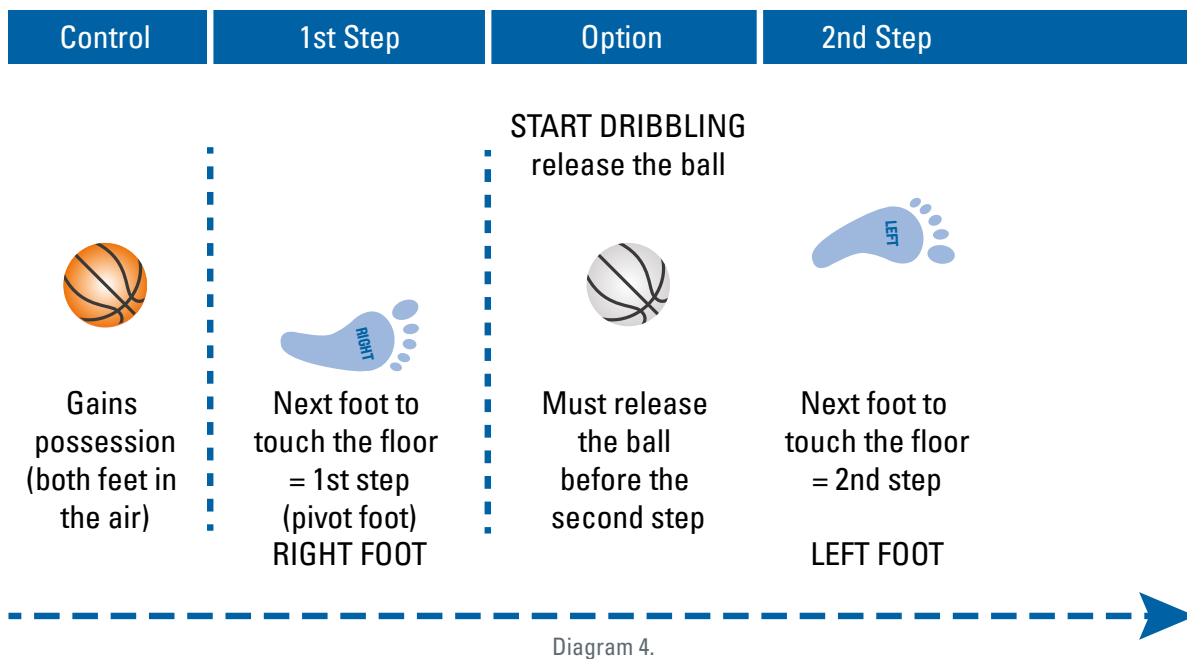 Control
1st Step
Option
2nd Step
START DRIBBLING
release the ball
RIGHT
LEFT
Gains
possession
(both feet in
the air)
Next foot to
touch the floor
= 1st step
(pivot foot)
RIGHT FOOT
Must release
the ball
before the
second step
Next foot to
touch the floor
= 2nd step
LEFT FOOT
Diagram 4.